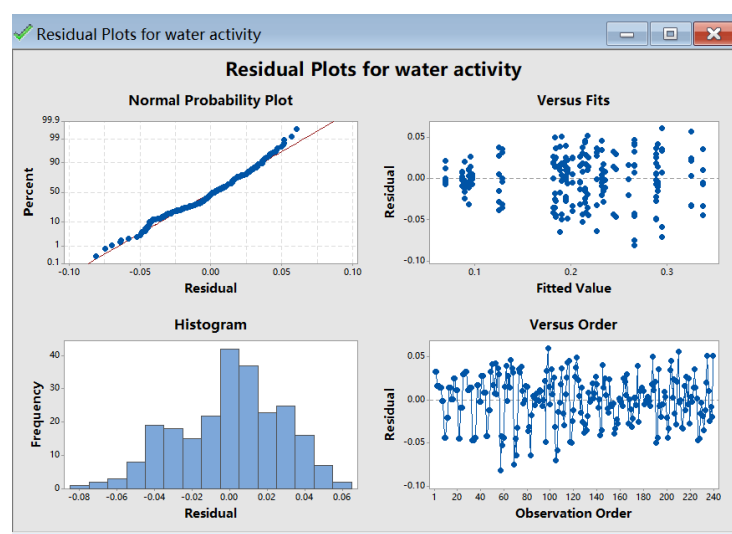 Residual Plots for water activity
Residual Plots for water activity
Normal Probability Plot
99.9
99
90
50
10
1
0.1
Percent
-0.10 -0.05 0.00 0.05 0.10
Residual
Versus Fits
0.05
0.00
-0.05
-0.10
Residual
0.1 0.2 0.3
Fitted Value
Histogram
40
30
20
10
0
Frequency
-0.08 -0.06 -0.04 -0.02 0.00 0.02 0.04 0.06
Residual
Versus Order
0.05
0.00
-0.05
-0.10
Residual
1 20 40 60 80 100 120 140 160 180 200 220 240
Observation Order